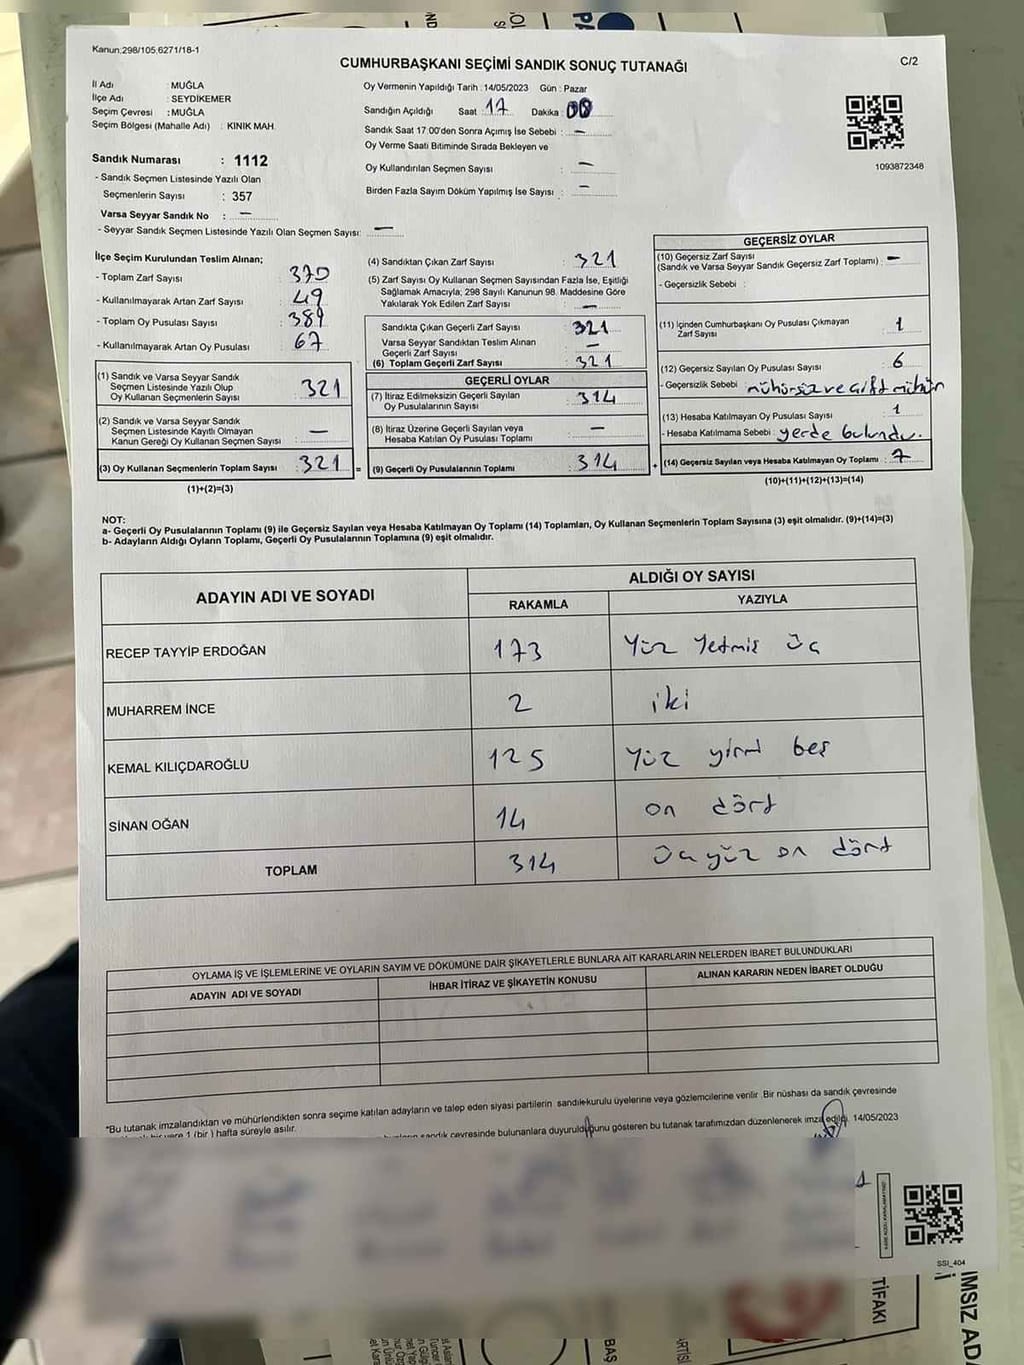 Kanun:298/105,6271/18-1
C/2
CUMHURBAŞKANI SEÇİMİ SANDIK SONUÇ TUTANAĞI
İl Adı : MUĞLA
İlçe Adı : SEYDİKEMER
Seçim Çevresi : MUĞLA
Seçim Bölgesi (Mahalle Adı) : KINIK MAH.
Sandık Numarası : 1112
- Sandık Seçmen Listesinde Yazılı Olan
Seçmenlerin Sayısı : 357
Varsa Seyyar Sandık No : —
- Seyyar Sandık Seçmen Listesinde Yazılı Olan Seçmen Sayısı: —
Oy Vermenin Yapıldığı Tarih : 14/05/2023 Gün : Pazar
Sandığın Açıldığı Saat : 17 Dakika : 00
Sandık Saat 17:00'den Sonra Açımış İse Sebebi : —
Oy Verme Saati Bitiminde Sırada Bekleyen ve
Oy Kullandırılan Seçmen Sayısı : —
Birden Fazla Sayım Döküm Yapılmış İse Sayısı : —
1093872348
İlçe Seçim Kurulundan Teslim Alınan;
- Toplam Zarf Sayısı : 370
- Kullanılmayarak Artan Zarf Sayısı : 49
- Toplam Oy Pusulası Sayısı : 389
- Kullanılmayarak Artan Oy Pusulası : 67
(1) Sandık ve Varsa Seyyar Sandık
Seçmen Listesinde Yazılı Olup
Oy Kullanan Seçmenlerin Sayısı : 321
(2) Sandık ve Varsa Seyyar Sandık
Seçmen Listesinde Kayıtlı Olmayan
Kanun Gereği Oy Kullanan Seçmen Sayısı : —
(3) Oy Kullanan Seçmenlerin Toplam Sayısı : 321 =
(1)+(2)=(3)
(4) Sandıktan Çıkan Zarf Sayısı : 321
(5) Zarf Sayısı Oy Kullanan Seçmen Sayısından Fazla İse, Eşitliği
Sağlamak Amacıyla; 298 Sayılı Kanunun 98. Maddesine Göre
Yakılarak Yok Edilen Zarf Sayısı : —
Sandıkta Çıkan Geçerli Zarf Sayısı : 321
Varsa Seyyar Sandıktan Teslim Alınan
Geçerli Zarf Sayısı : —
(6) Toplam Geçerli Zarf Sayısı : 321
GEÇERLİ OYLAR
(7) İtiraz Edilmeksizin Geçerli Sayılan
Oy Pusulalarının Sayısı : 314
(8) İtiraz Üzerine Geçerli Sayılan veya
Hesaba Katılan Oy Pusulası Toplamı : —
(9) Geçerli Oy Pusulalarının Toplamı : 314 +
GEÇERSİZ OYLAR
(10) Geçersiz Zarf Sayısı
(Sandık ve Varsa Seyyar Sandık Geçersiz Zarf Toplamı) : —
- Geçersizlik Sebebi :
(11) İçinden Cumhurbaşkanı Oy Pusulası Çıkmayan
Zarf Sayısı : 1
(12) Geçersiz Sayılan Oy Pusulası Sayısı : 6
- Geçersizlik Sebebi : mühürsüz ve çift mühür
(13) Hesaba Katılmayan Oy Pusulası Sayısı : 1
- Hesaba Katılmama Sebebi : yerde bulundu.
(14) Geçersiz Sayılan veya Hesaba Katılmayan Oy Toplamı : 7
(10)+(11)+(12)+(13)=(14)
NOT:
a- Geçerli Oy Pusulalarının Toplamı (9) ile Geçersiz Sayılan veya Hesaba Katılmayan Oy Toplamı (14) Toplamları, Oy Kullanan Seçmenlerin Toplam Sayısına (3) eşit olmalıdır. (9)+(14)=(3)
b- Adayların Aldığı Oyların Toplamı, Geçerli Oy Pusulalarının Toplamına (9) eşit olmalıdır.
ADAYIN ADI VE SOYADI
ALDIĞI OY SAYISI
RAKAMLA YAZIYLA
RECEP TAYYİP ERDOĞAN 173 Yüz Yetmiş üç
MUHARREM İNCE 2 iki
KEMAL KILIÇDAROĞLU 125 Yüz yirmi beş
SİNAN OĞAN 14 on dört
TOPLAM 314 üçyüz on dört
OYLAMA İŞ VE İŞLEMLERİNE VE OYLARIN SAYIM VE DÖKÜMÜNE DAİR ŞİKAYETLERLE BUNLARA AİT KARARLARIN NELERDEN İBARET BULUNDUKLARI
ADAYIN ADI VE SOYADI İHBAR İTİRAZ VE ŞİKAYETİN KONUSU ALINAN KARARIN NEDEN İBARET OLDUĞU
"Bu tutanak imzalandıktan ve mühürlendikten sonra seçime katılan adayların ve talep eden siyasi partilerin sandık kurulu üyelerine veya gözlemcilerine verilir. Bir nüshası da sandık çevresinde
1 (bir) hafta süreyle asılır.
sandık çevresinde bulunanlara duyurulduğunu gösteren bu tutanak tarafımızdan düzenlenerek imza edildi. 14/05/2023
SSI_404
TİFAKI
IMSIZ AD
BAŞ